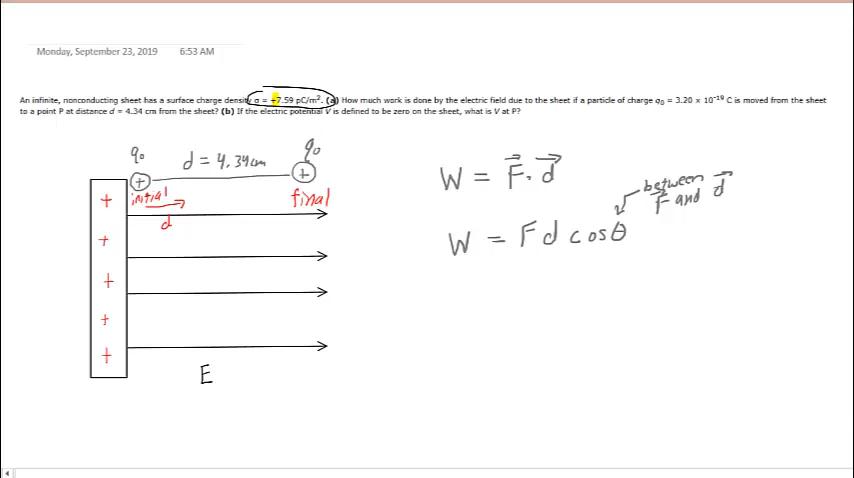 Monday, September 23, 2019 6:53 AM
An infinite, nonconducting sheet has a surface charge density σ = +7.59 pC/m². (a) How much work is done by the electric field due to the sheet if a particle of charge q₀ = 3.20 × 10⁻¹⁹ C is moved from the sheet
to a point P at distance d = 4.34 cm from the sheet? (b) If the electric potential V is defined to be zero on the sheet, what is V at P?
q₀ d = 4.34cm q₀
+ +
initial final
d
+
+
+
+
+
E
W = F⃗ · d⃗
between
F⃗ and d⃗
W = F d cosθ